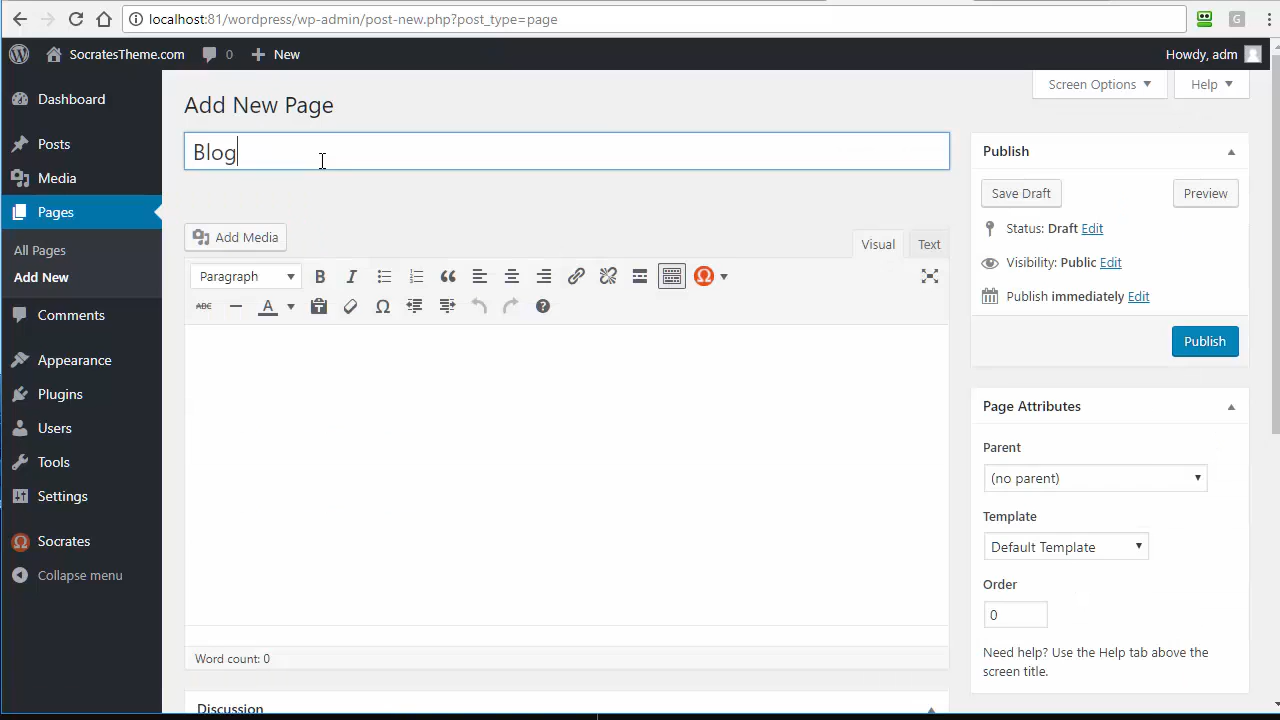 localhost:81/wordpress/wp-admin/post-new.php?post_type=page
G
SocratesTheme.com 0 New Howdy, adm
Screen Options Help
Dashboard
Posts
Media
Pages
All Pages
Add New
Comments
Appearance
Plugins
Users
Tools
Settings
Socrates
Collapse menu
Add New Page
Blog
Add Media
Visual Text
Paragraph B I
ABC A Ω
Word count: 0
Discussion
Publish
Save Draft Preview
Status: Draft Edit
Visibility: Public Edit
Publish immediately Edit
Publish
Page Attributes
Parent
(no parent)
Template
Default Template
Order
0
Need help? Use the Help tab above the
screen title.